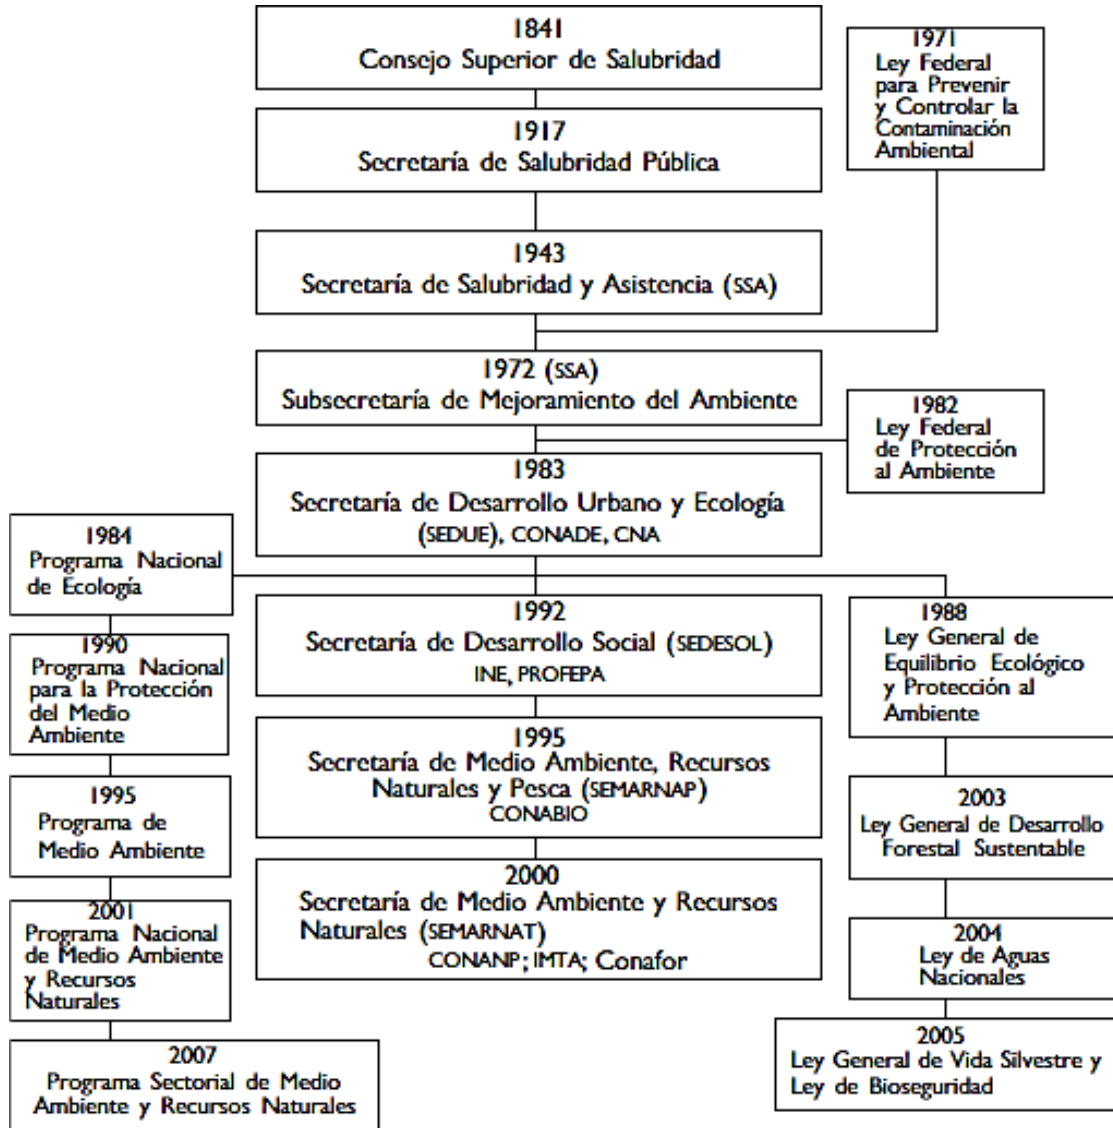 1841
Consejo Superior de Salubridad
1971
Ley Federal
para Prevenir
y Controlar la
Contaminación
Ambiental
1917
Secretaría de Salubridad Pública
1943
Secretaría de Salubridad y Asistencia (SSA)
1972 (SSA)
Subsecretaría de Mejoramiento del Ambiente
1982
Ley Federal
de Protección
al Ambiente
1983
Secretaría de Desarrollo Urbano y Ecología
(SEDUE), CONADE, CNA
1984
Programa Nacional
de Ecología
1990
Programa Nacional
para la Protección
del Medio
Ambiente
1995
Programa de
Medio Ambiente
2001
Programa Nacional
de Medio Ambiente
y Recursos
Naturales
2007
Programa Sectorial de Medio
Ambiente y Recursos Naturales
1992
Secretaría de Desarrollo Social (SEDESOL)
INE, PROFEPA
1995
Secretaría de Medio Ambiente, Recursos
Naturales y Pesca (SEMARNAP)
CONABIO
2000
Secretaría de Medio Ambiente y Recursos
Naturales (SEMARNAT)
CONANP; IMTA; Conafor
1988
Ley General de
Equilibrio Ecológico
y Protección al
Ambiente
2003
Ley General de Desarrollo
Forestal Sustentable
2004
Ley de Aguas
Nacionales
2005
Ley General de Vida Silvestre y
Ley de Bioseguridad